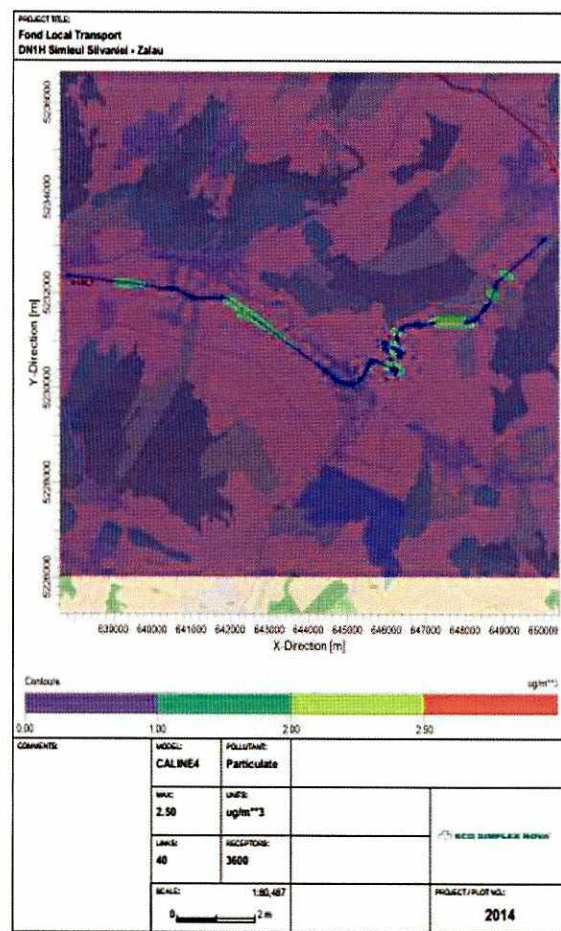 PROJECT TITLE:
Fond Local Transport
DN1H Simleul Silvaniei - Zalau
Y-Direction [m]
5236000
5234000
5232000
5230000
5228000
5226000
639000 640000 641000 642000 643000 644000 645000 646000 647000 648000 649000 650000
X-Direction [m]
Contours
ug/m**3
0.00 1.00 2.00 2.50
COMMENTS:
MODEL:
CALINE4
POLLUTANT:
Particulate
MAX:
2.50
UNITS:
ug/m**3
LINKS:
40
RECEPTORS:
3600
ECO SIMPLEX NOVA
SCALE:
1:80,487
0 2 m
PROJECT/PLOT NO.:
2014